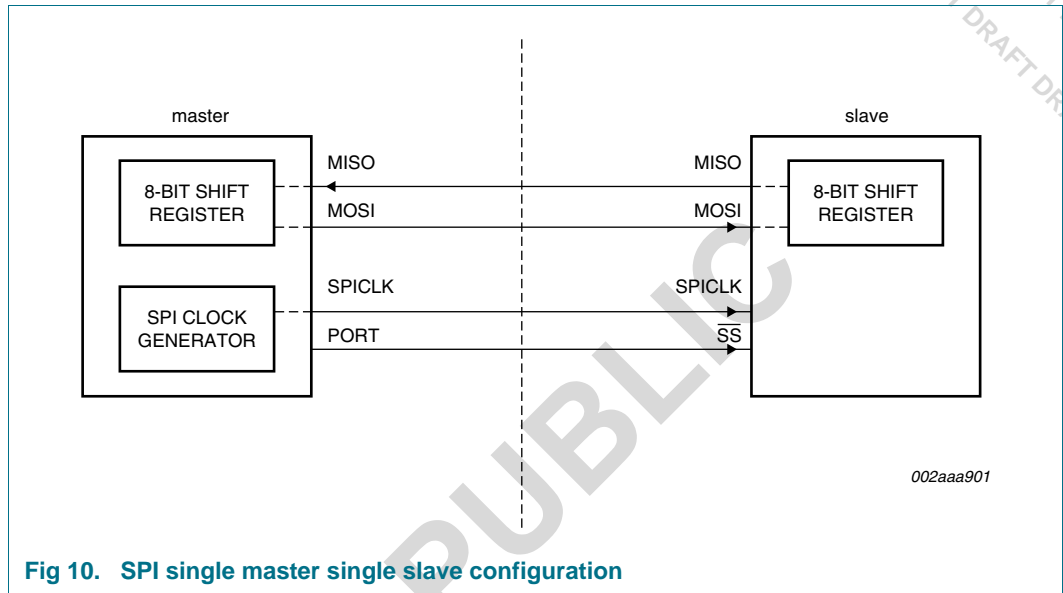 DRAFT DRA
master
slave
MISO
MISO
8-BIT SHIFT
REGISTER
8-BIT SHIFT
REGISTER
MOSI
MOSI
SPICLK
SPICLK
SPI CLOCK
GENERATOR
PORT
SS
PUBLIC
002aaa901
Fig 10. SPI single master single slave configuration